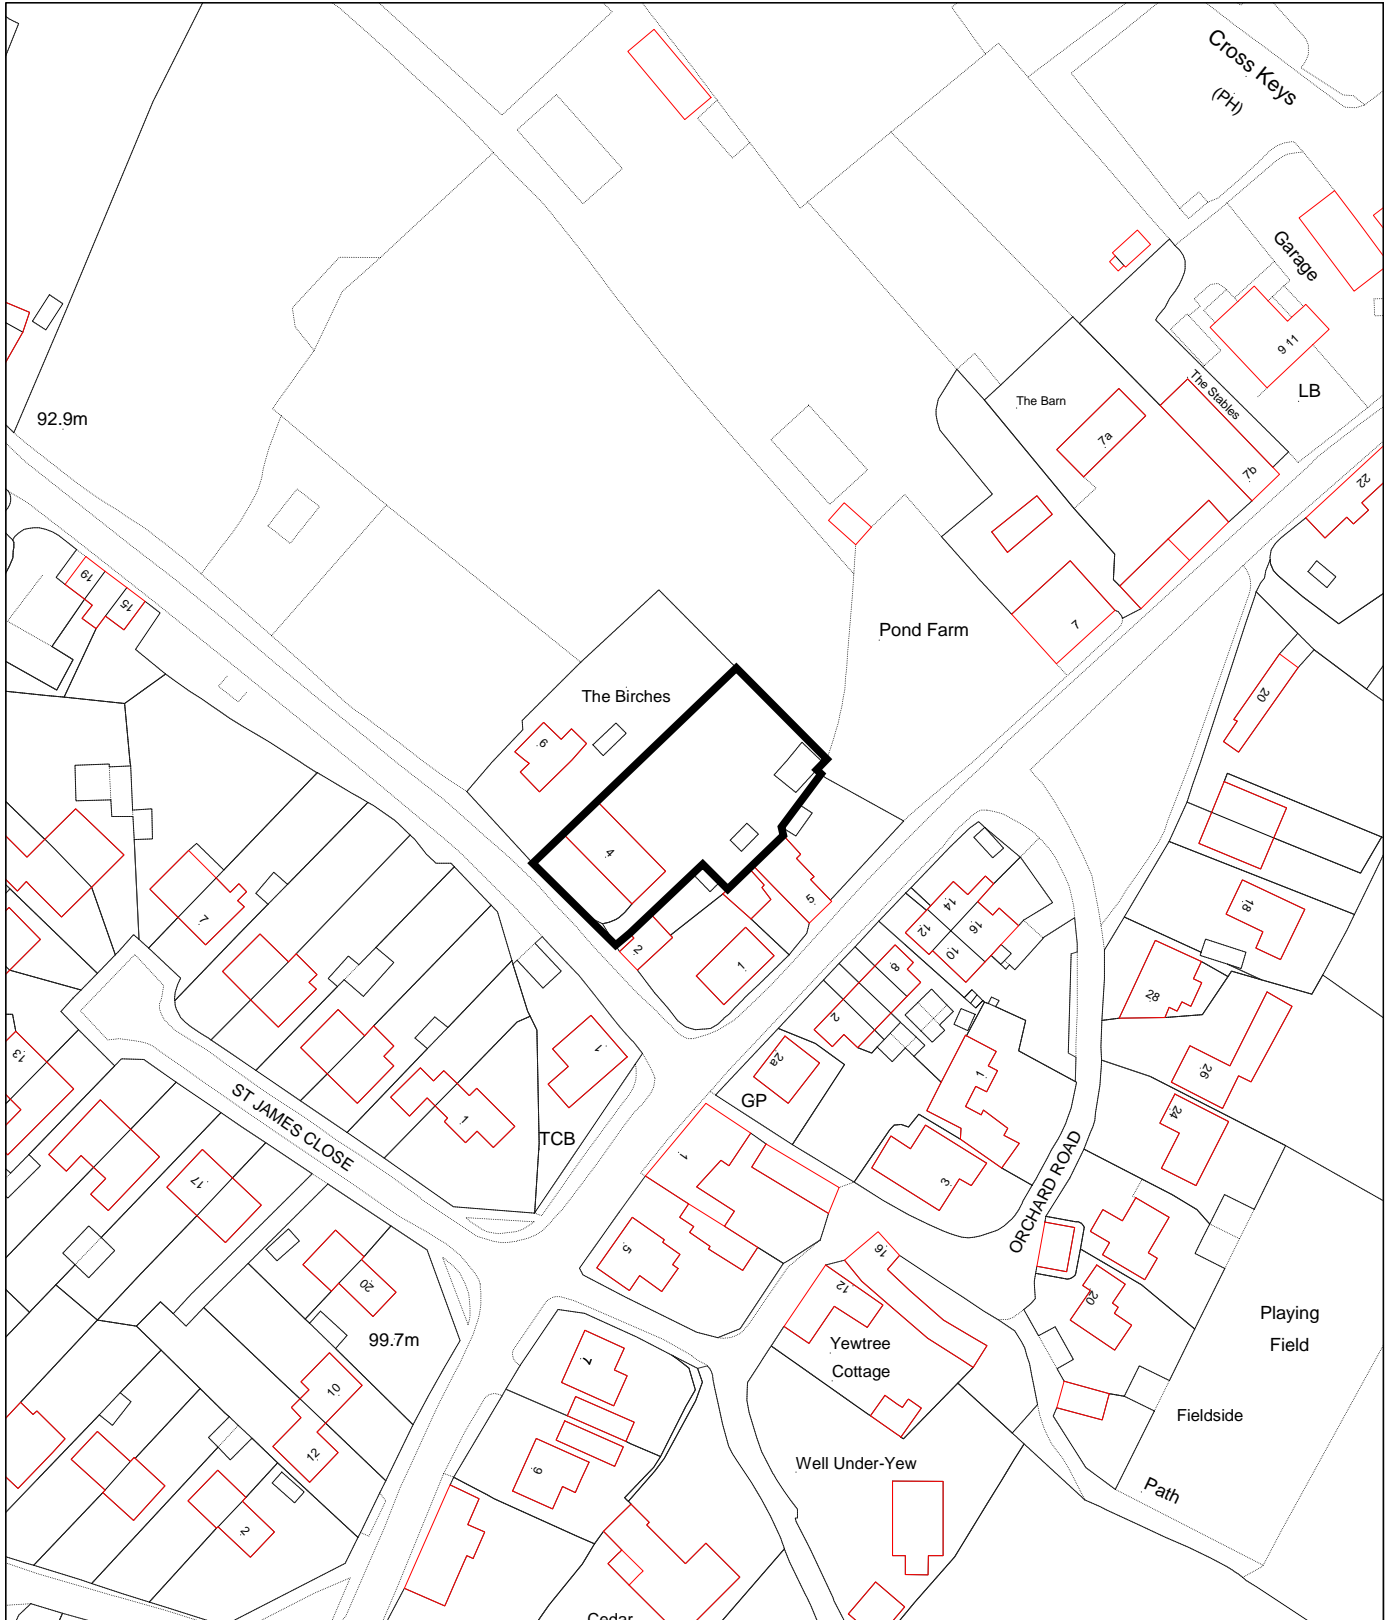 Cross Keys
(PH)
Garage
9 11
The Stables
LB
The Barn
7a
7b
22
92.9m
19
15
Pond Farm
7
20
The Birches
6
4
5
2
1
14
12
16
10
8
2
18
28
26
24
7
1
1
2a
GP
1
3
TCB
ST JAMES CLOSE
13
17
20
1
5
ORCHARD ROAD
16
12
20
Yewtree
Cottage
Playing
Field
99.7m
10
12
7
9
Fieldside
Well Under-Yew
Path
2
Cedar